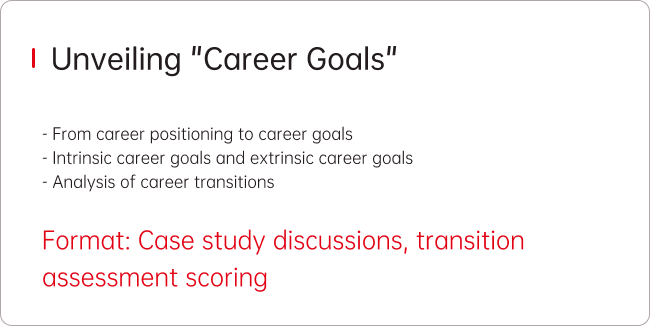 Unveiling "Career Goals"
- From career positioning to career goals
- Intrinsic career goals and extrinsic career goals
- Analysis of career transitions
Format: Case study discussions, transition
assessment scoring